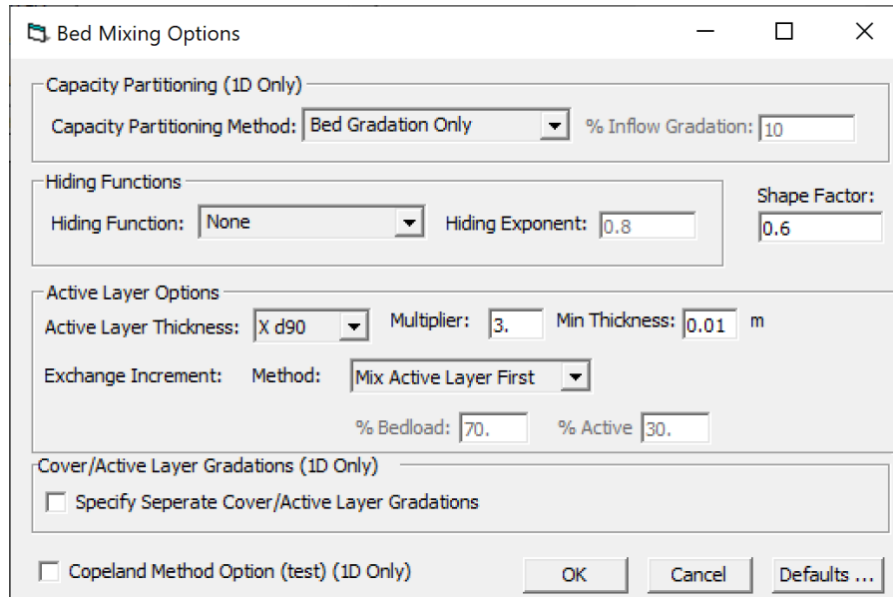 Bed Mixing Options
Capacity Partitioning (1D Only)
Capacity Partitioning Method: Bed Gradation Only % Inflow Gradation: 10
Hiding Functions
Shape Factor:
Hiding Function: None Hiding Exponent: 0.8 0.6
Active Layer Options
Active Layer Thickness: X d90 Multiplier: 3. Min Thickness: 0.01 m
Exchange Increment: Method: Mix Active Layer First
% Bedload: 70. % Active 30.
Cover/Active Layer Gradations (1D Only)
Specify Seperate Cover/Active Layer Gradations
Copeland Method Option (test) (1D Only) OK Cancel Defaults ...